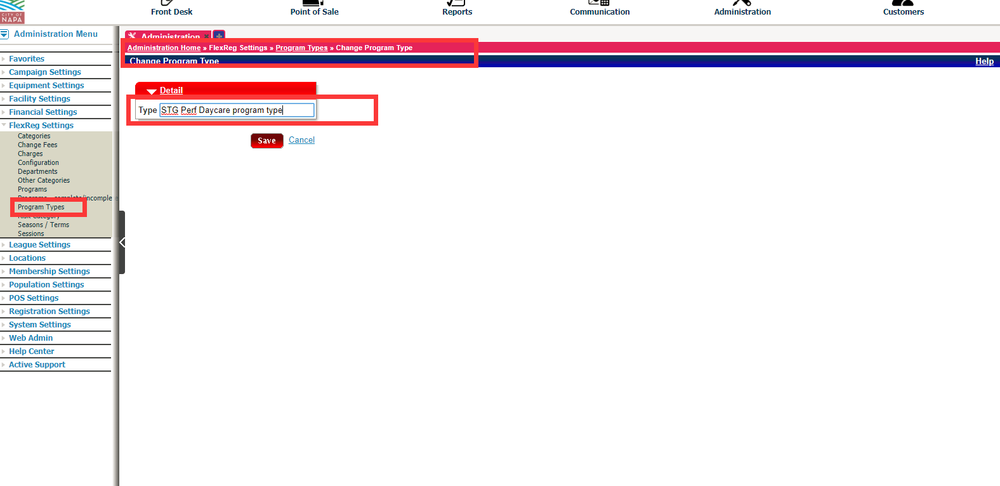 CITY OF
NAPA
Front Desk
Point of Sale
Reports
Communication
Administration
Customers
Administration Menu
Favorites
Campaign Settings
Equipment Settings
Facility Settings
Financial Settings
FlexReg Settings
Categories
Change Fees
Charges
Configuration
Departments
Other Categories
Programs
Programs - complete/incomplete
Program Types
Risk Category
Seasons / Terms
Sessions
League Settings
Locations
Membership Settings
Population Settings
POS Settings
Registration Settings
System Settings
Web Admin
Help Center
Active Support
Administration
Administration Home » FlexReg Settings » Program Types » Change Program Type
Change Program Type
Help
Detail
Type STG Perf Daycare program type
Save Cancel